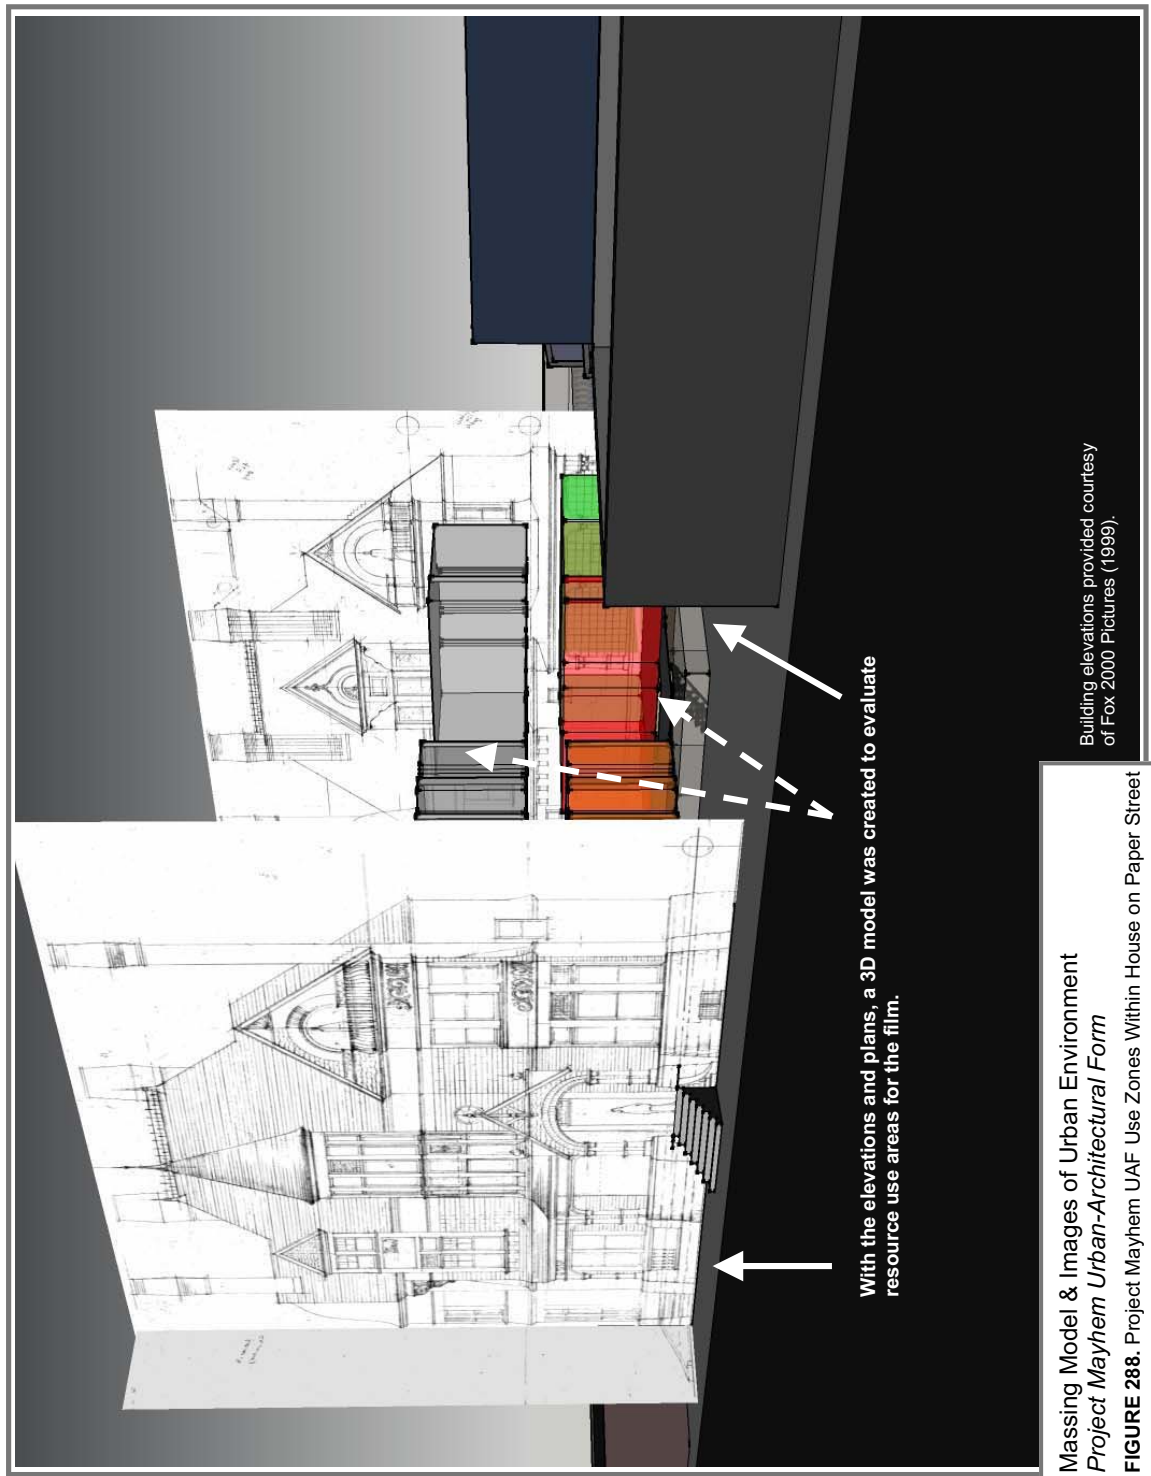 With the elevations and plans, a 3D model was created to evaluate
resource use areas for the film.
Building elevations provided courtesy
of Fox 2000 Pictures (1999).
Massing Model & Images of Urban Environment
Project Mayhem Urban-Architectural Form
FIGURE 288. Project Mayhem UAF Use Zones Within House on Paper Street